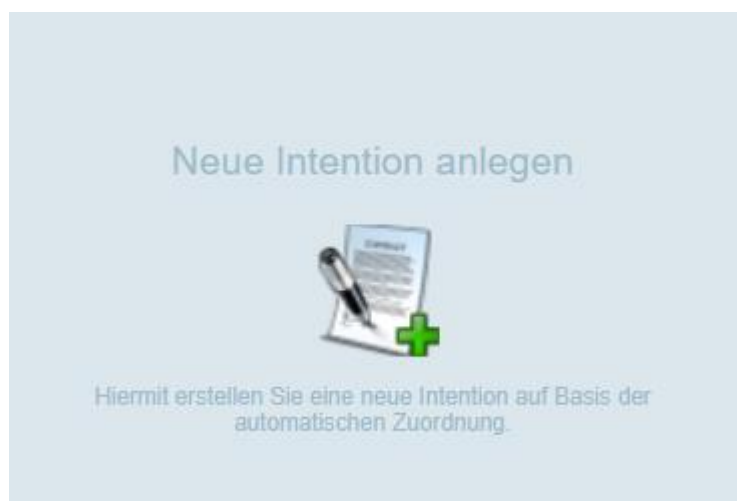 Neue Intention anlegen
Hiermit erstellen Sie eine neue Intention auf Basis der
automatischen Zuordnung.